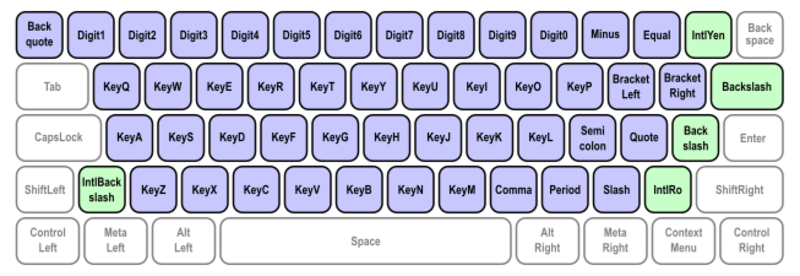 Back quote Digit1 Digit2 Digit3 Digit4 Digit5 Digit6 Digit7 Digit8 Digit9 Digit0 Minus Equal IntlYen Back space
Tab KeyQ KeyW KeyE KeyR KeyT KeyY KeyU KeyI KeyO KeyP Bracket Left Bracket Right Backslash
CapsLock KeyA KeyS KeyD KeyF KeyG KeyH KeyJ KeyK KeyL Semi colon Quote Back slash Enter
ShiftLeft IntlBack slash KeyZ KeyX KeyC KeyV KeyB KeyN KeyM Comma Period Slash IntlRo ShiftRight
Control Left Meta Left Alt Left Space Alt Right Meta Right Context Menu Control Right